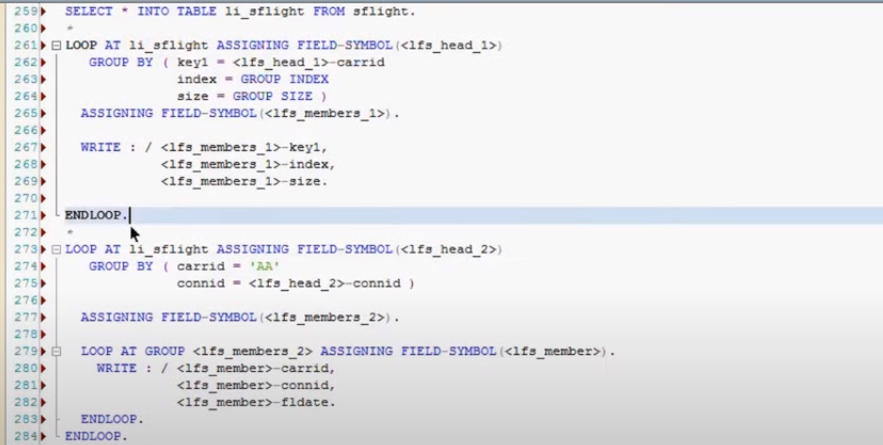 259 SELECT * INTO TABLE li_sflight FROM sflight.
260 *
261 LOOP AT li_sflight ASSIGNING FIELD-SYMBOL(<lfs_head_1>)
262 GROUP BY ( key1 = <lfs_head_1>-carrid
263 index = GROUP INDEX
264 size = GROUP SIZE )
265 ASSIGNING FIELD-SYMBOL(<lfs_members_1>).
266
267 WRITE : / <lfs_members_1>-key1,
268 <lfs_members_1>-index,
269 <lfs_members_1>-size.
270
271 ENDLOOP.
272 *
273 LOOP AT li_sflight ASSIGNING FIELD-SYMBOL(<lfs_head_2>)
274 GROUP BY ( carrid = 'AA'
275 connid = <lfs_head_2>-connid )
276
277 ASSIGNING FIELD-SYMBOL(<lfs_members_2>).
278
279 LOOP AT GROUP <lfs_members_2> ASSIGNING FIELD-SYMBOL(<lfs_member>).
280 WRITE : / <lfs_member>-carrid,
281 <lfs_member>-connid,
282 <lfs_member>-fldate.
283 ENDLOOP.
284 ENDLOOP.